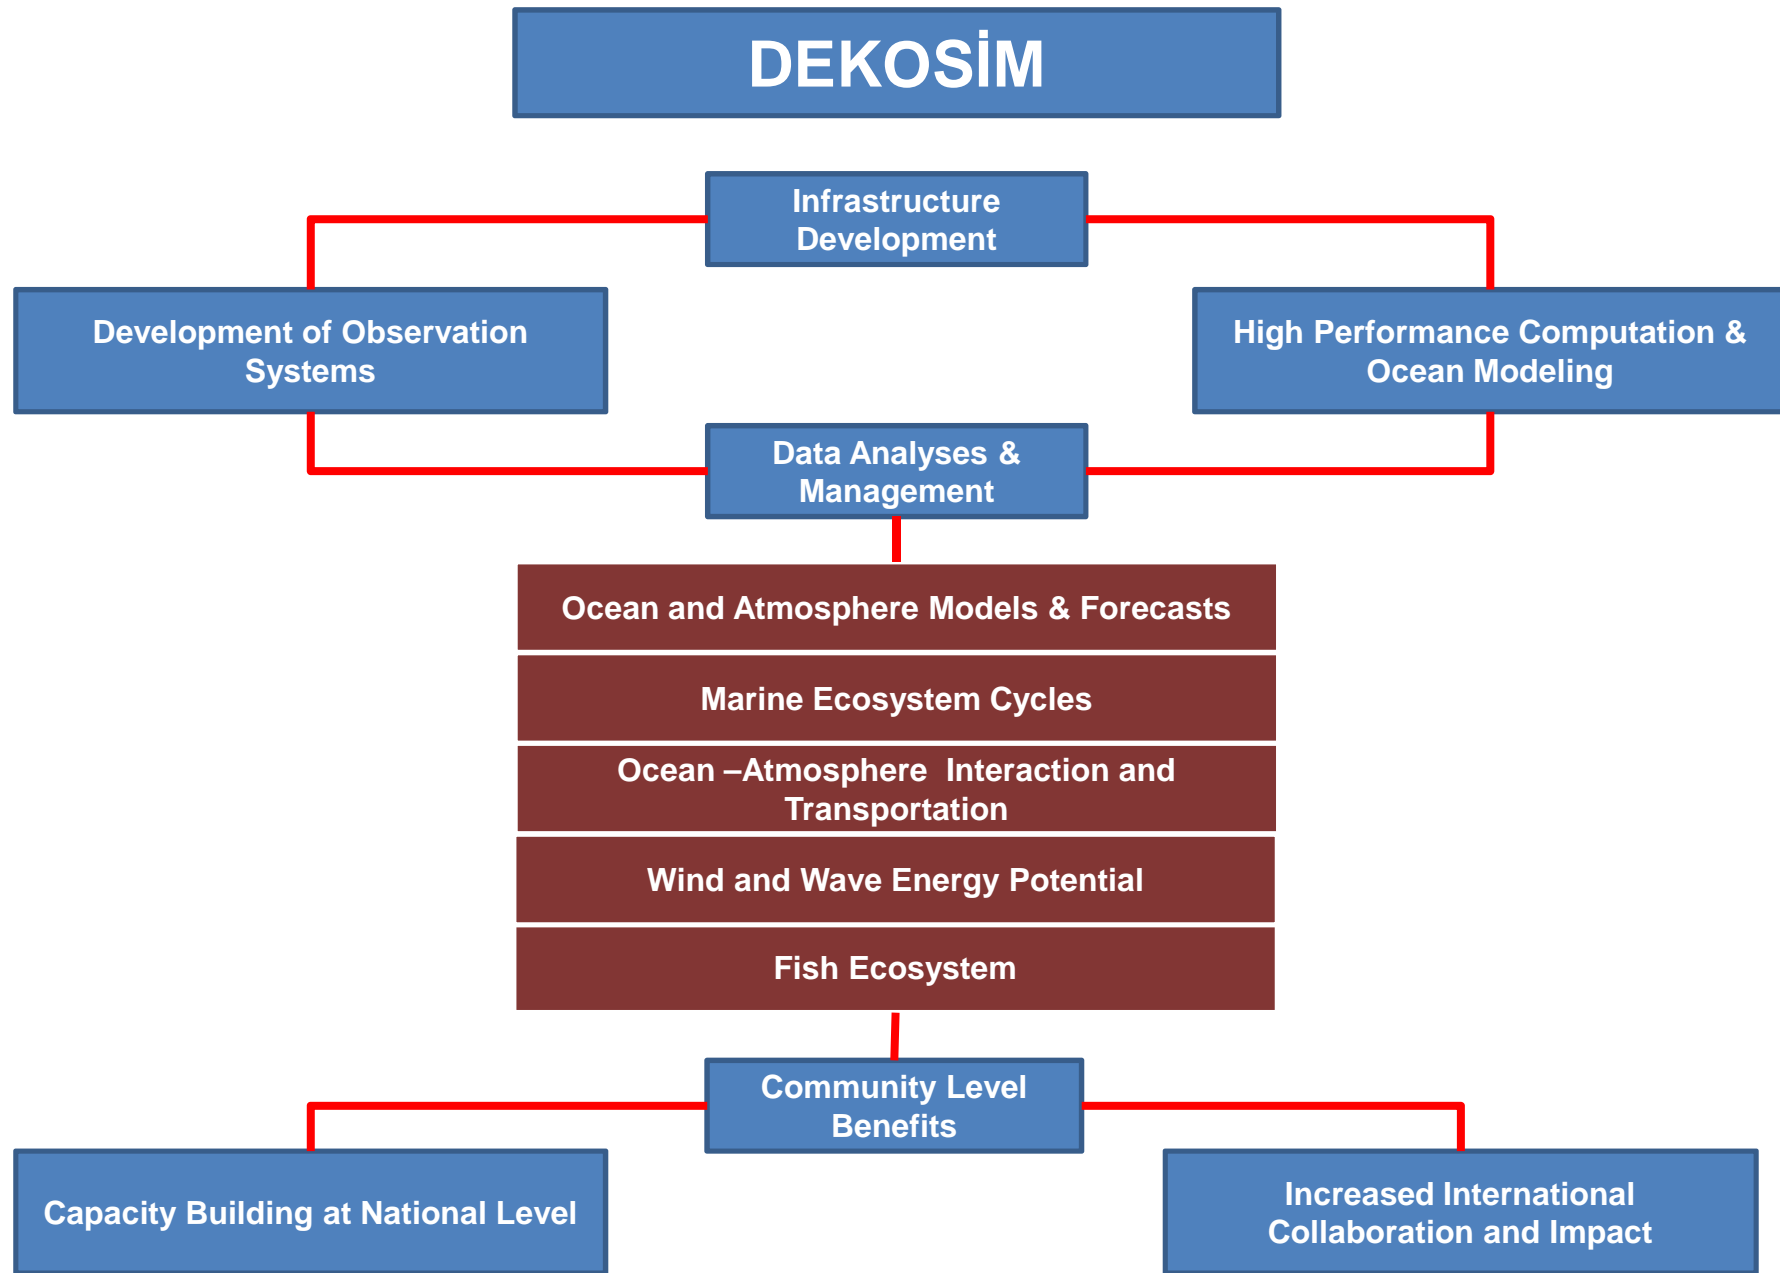 DEKOSİM
Infrastructure
Development
Development of Observation
Systems
High Performance Computation &
Ocean Modeling
Data Analyses &
Management
Ocean and Atmosphere Models & Forecasts
Marine Ecosystem Cycles
Ocean –Atmosphere  Interaction and
Transportation
Wind and Wave Energy Potential
Fish Ecosystem
Community Level
Benefits
Capacity Building at National Level
Increased International
Collaboration and Impact